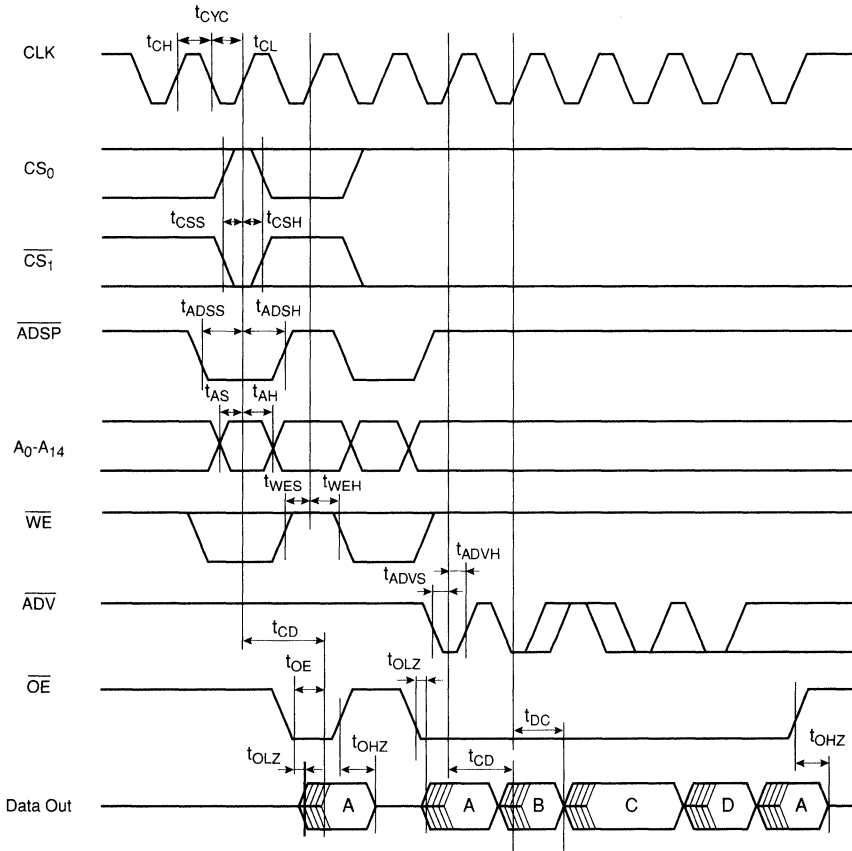 tCYC
tCH
tCL
CLK
CS0
tCSS
tCSH
CS1
tADSS
tADSH
ADSP
tAS
tAH
A0-A14
tWES
tWEH
WE
tADVH
tADVS
ADV
tCD
tOE
tOLZ
OE
tDC
tOLZ
tOHZ
tCD
tOHZ
Data Out
A
A
B
C
D
A